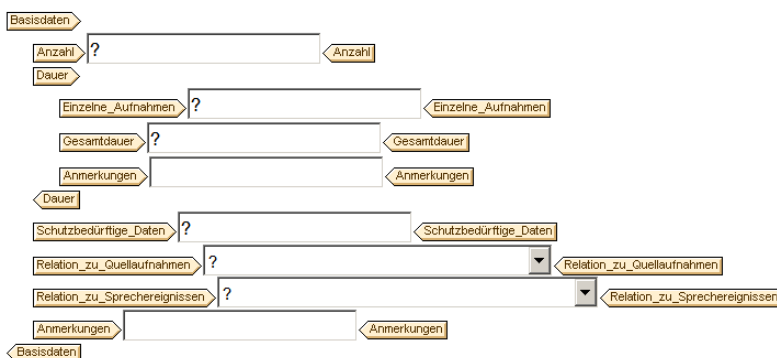 Basisdaten
Anzahl ? Anzahl
Dauer
Einzelne_Aufnahmen ? Einzelne_Aufnahmen
Gesamtdauer ? Gesamtdauer
Anmerkungen Anmerkungen
Dauer
Schutzbedürftige_Daten ? Schutzbedürftige_Daten
Relation_zu_Quellaufnahmen ? Relation_zu_Quellaufnahmen
Relation_zu_Sprechereignissen ? Relation_zu_Sprechereignissen
Anmerkungen Anmerkungen
Basisdaten